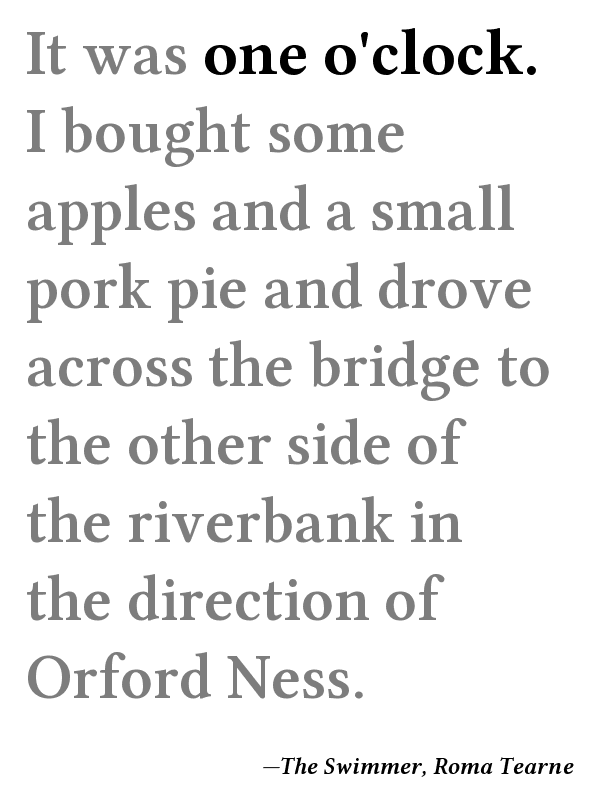 It was one o'clock.
I bought some
apples and a small
pork pie and drove
across the bridge to
the other side of
the riverbank in
the direction of
Orford Ness.
—The Swimmer, Roma Tearne